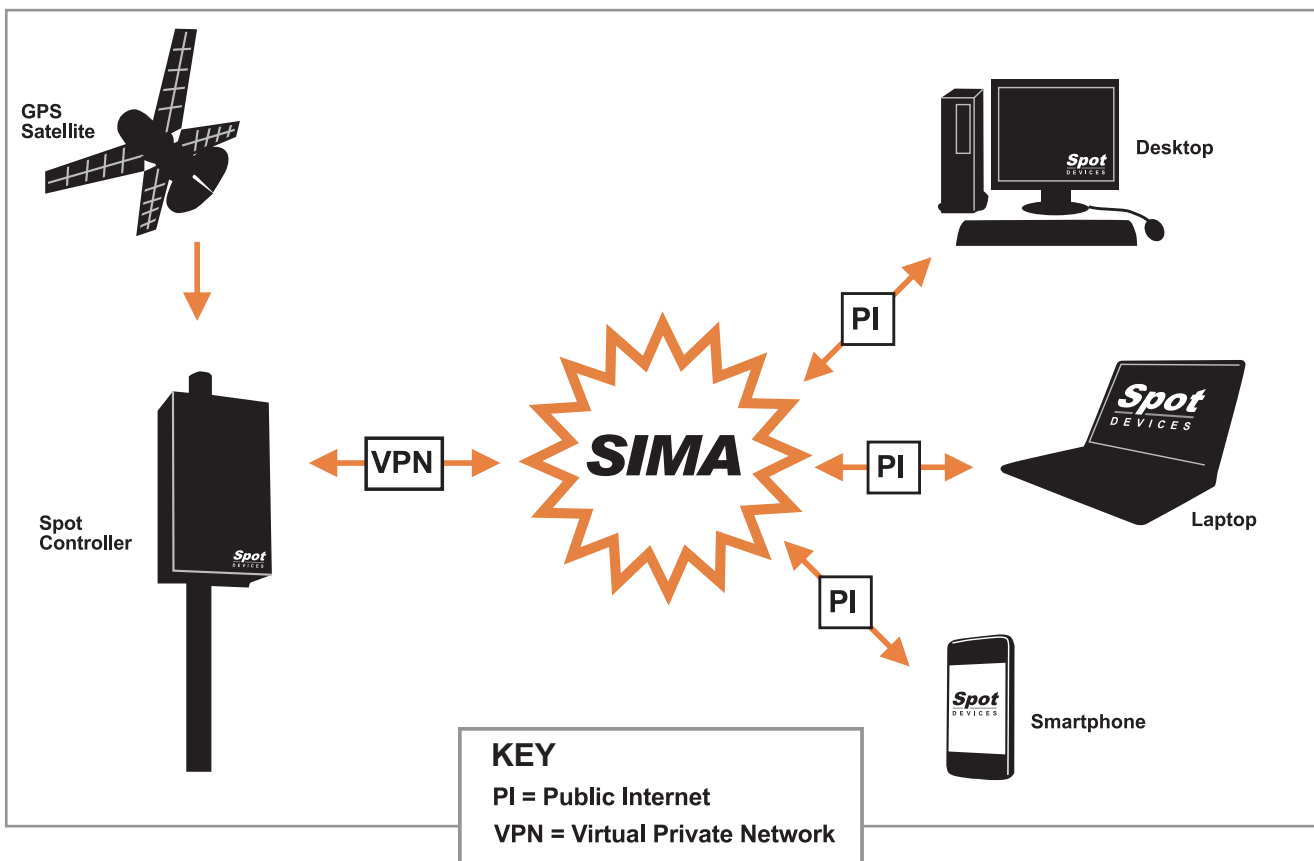 GPS
Satellite
Spot
DEVICES
Desktop
PI
Spot
DEVICES
Laptop
PI
VPN
SIMA
Spot
Controller
Spot
DEVICES
PI
Spot
DEVICES
Smartphone
KEY
PI = Public Internet
VPN = Virtual Private Network